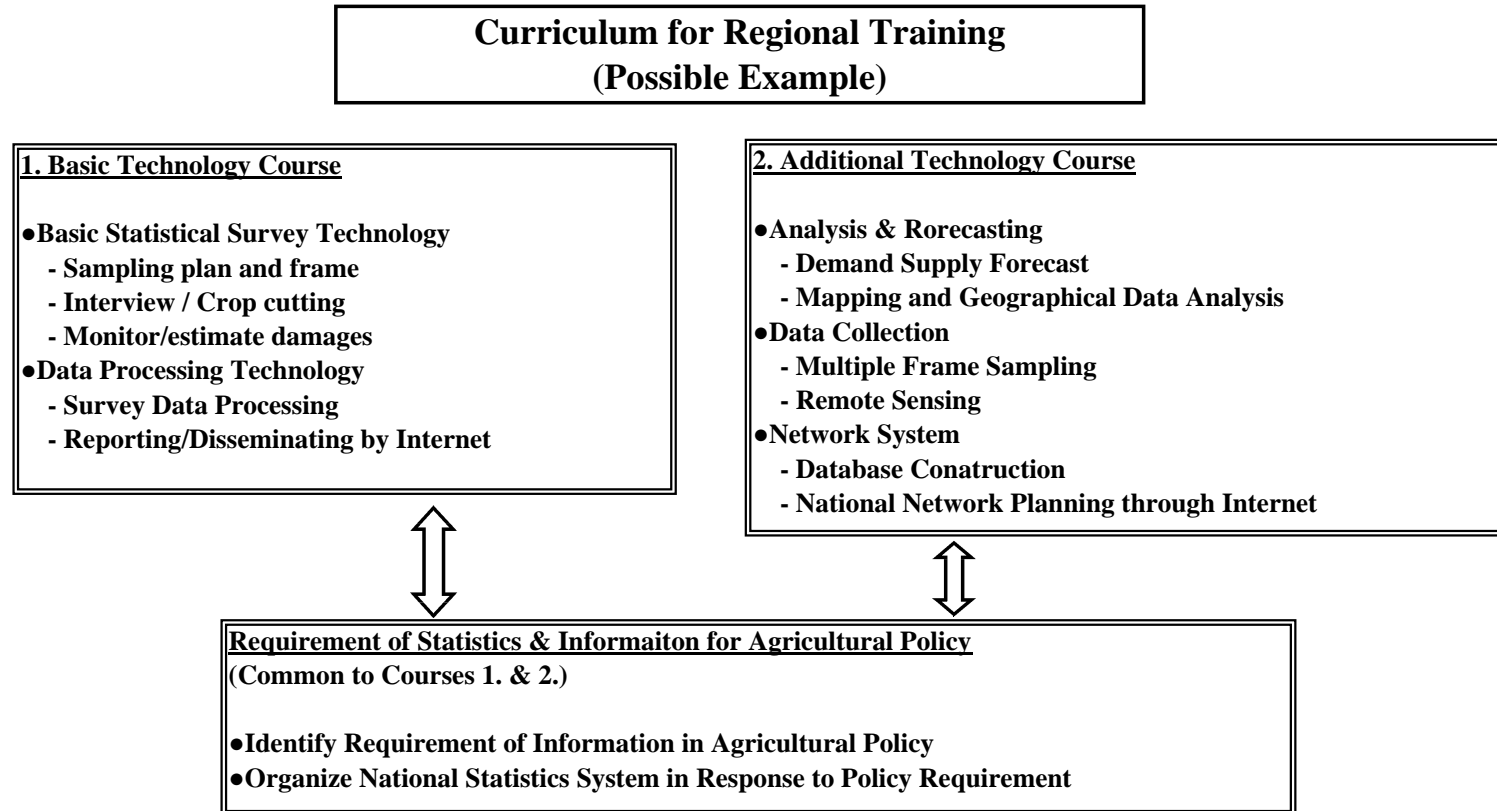 Curriculum for Regional Training
(Possible Example)
1. Basic Technology Course
●Basic Statistical Survey Technology
- Sampling plan and frame
- Interview / Crop cutting
- Monitor/estimate damages
●Data Processing Technology
- Survey Data Processing
- Reporting/Disseminating by Internet
2. Additional Technology Course
●Analysis & Rorecasting
- Demand Supply Forecast
- Mapping and Geographical Data Analysis
●Data Collection
- Multiple Frame Sampling
- Remote Sensing
●Network System
- Database Conatruction
- National Network Planning through Internet
Requirement of Statistics & Informaiton for Agricultural Policy
(Common to Courses 1. & 2.)
●Identify Requirement of Information in Agricultural Policy
●Organize National Statistics System in Response to Policy Requirement